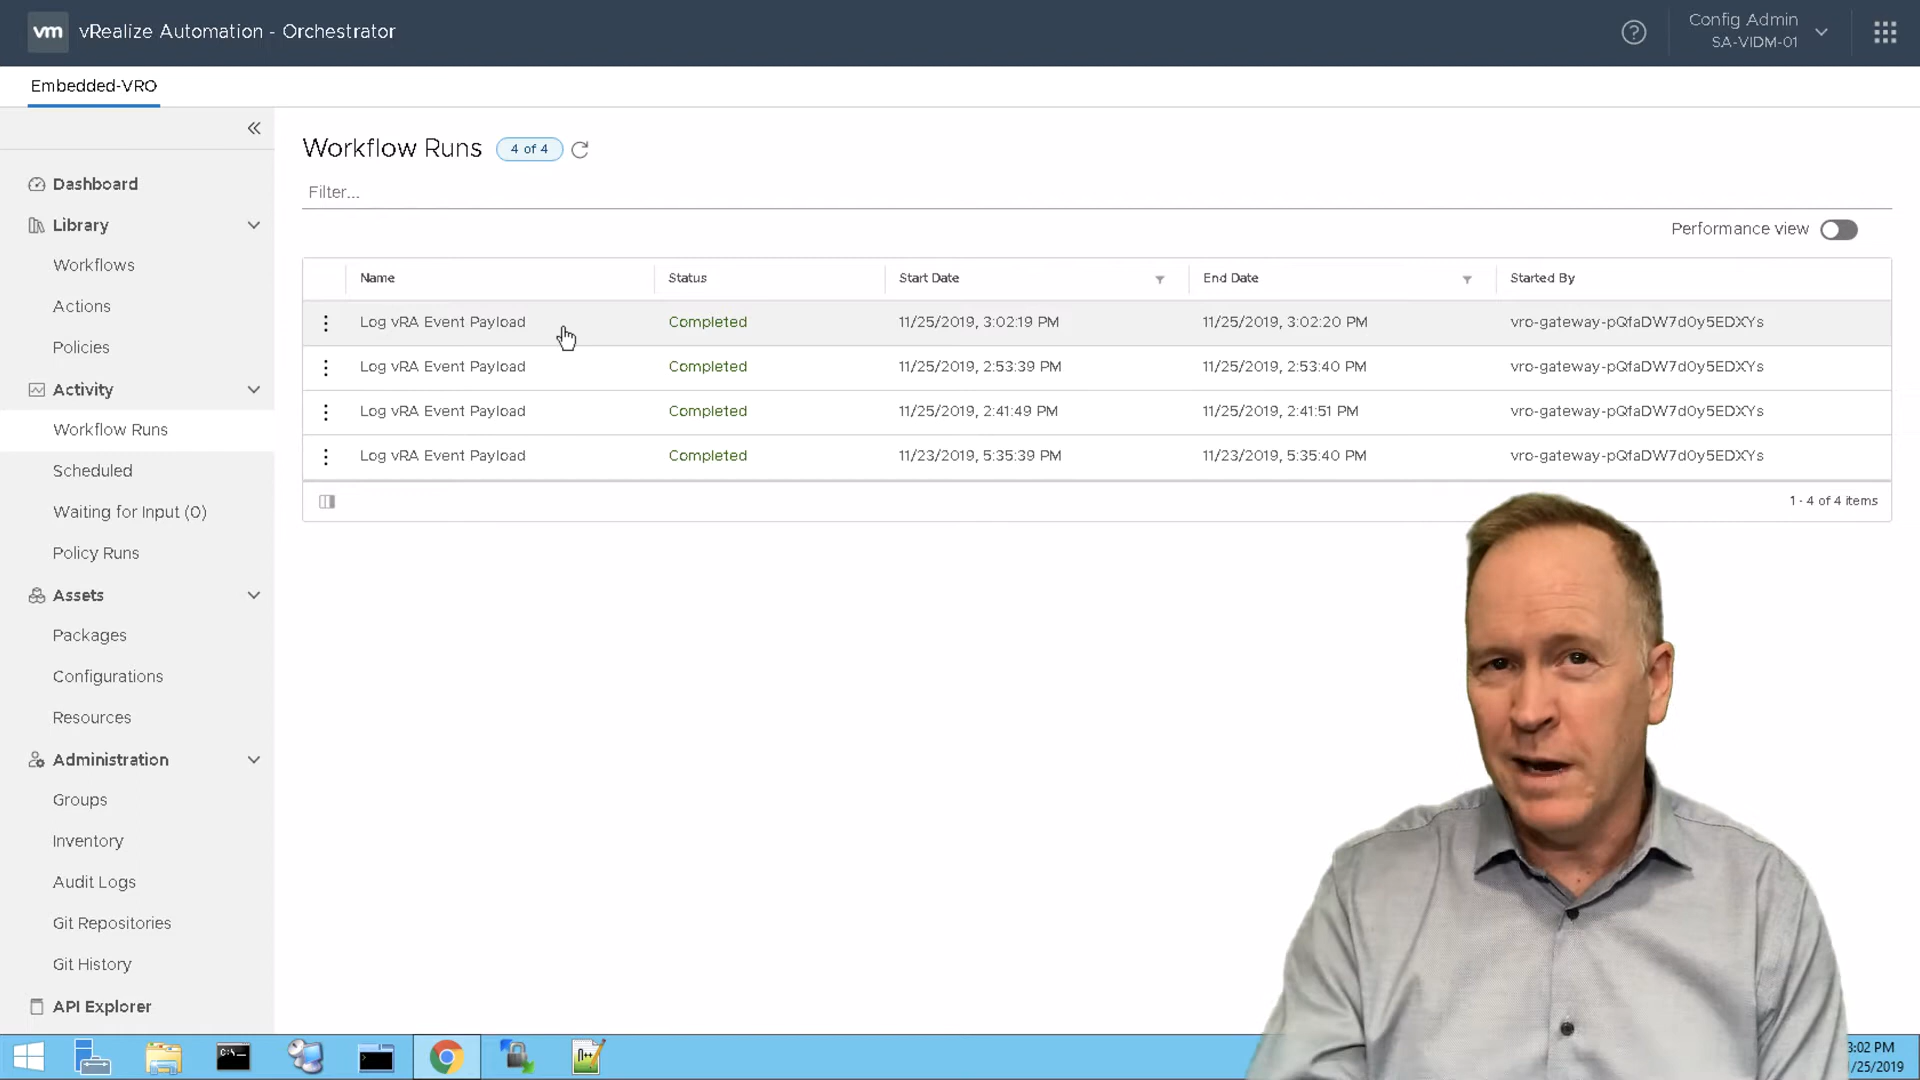 vm vRealize Automation - Orchestrator
Config Admin
SA-VIDM-01
Embedded-VRO
Dashboard
Library
Workflows
Actions
Policies
Activity
Workflow Runs
Scheduled
Waiting for Input (0)
Policy Runs
Assets
Packages
Configurations
Resources
Administration
Groups
Inventory
Audit Logs
Git Repositories
Git History
API Explorer
Workflow Runs 4 of 4
Filter...
Performance view
Name Status Start Date End Date Started By
Log vRA Event Payload Completed 11/25/2019, 3:02:19 PM 11/25/2019, 3:02:20 PM vro-gateway-pQfaDW7d0y5EDXYs
Log vRA Event Payload Completed 11/25/2019, 2:53:39 PM 11/25/2019, 2:53:40 PM vro-gateway-pQfaDW7d0y5EDXYs
Log vRA Event Payload Completed 11/25/2019, 2:41:49 PM 11/25/2019, 2:41:51 PM vro-gateway-pQfaDW7d0y5EDXYs
Log vRA Event Payload Completed 11/23/2019, 5:35:39 PM 11/23/2019, 5:35:40 PM vro-gateway-pQfaDW7d0y5EDXYs
1 - 4 of 4 items
3:02 PM
/25/2019